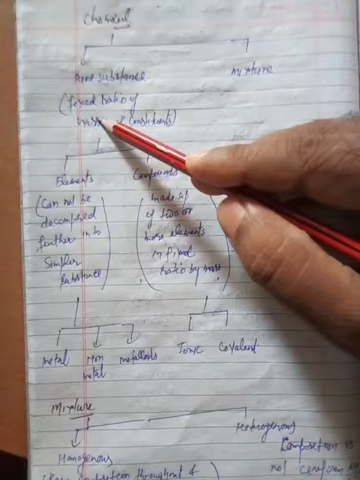 Chemical
Pure substance
mixture
(fixed ratio of
mass of constituents)
Elements
Compounds
(Can not be
decomposed
further into
Simpler
Substance)
(made up
of two or
more elements
in fixed
ratio by mass)
metal
Non
metal
metalloids
Ionic
Covalent
Mixture
Homogenous
Hetrogenous
Composition is
not
throughout &